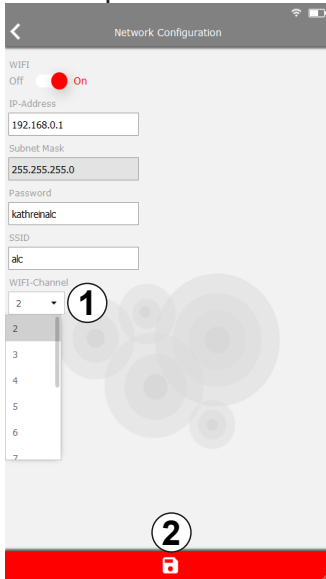 Network Configuration
WIFI
Off On
IP-Address
192.168.0.1
Subnet Mask
255.255.255.0
Password
kathreinalc
SSID
alc
WIFI-Channel
2
1
2
3
4
5
6
7
2